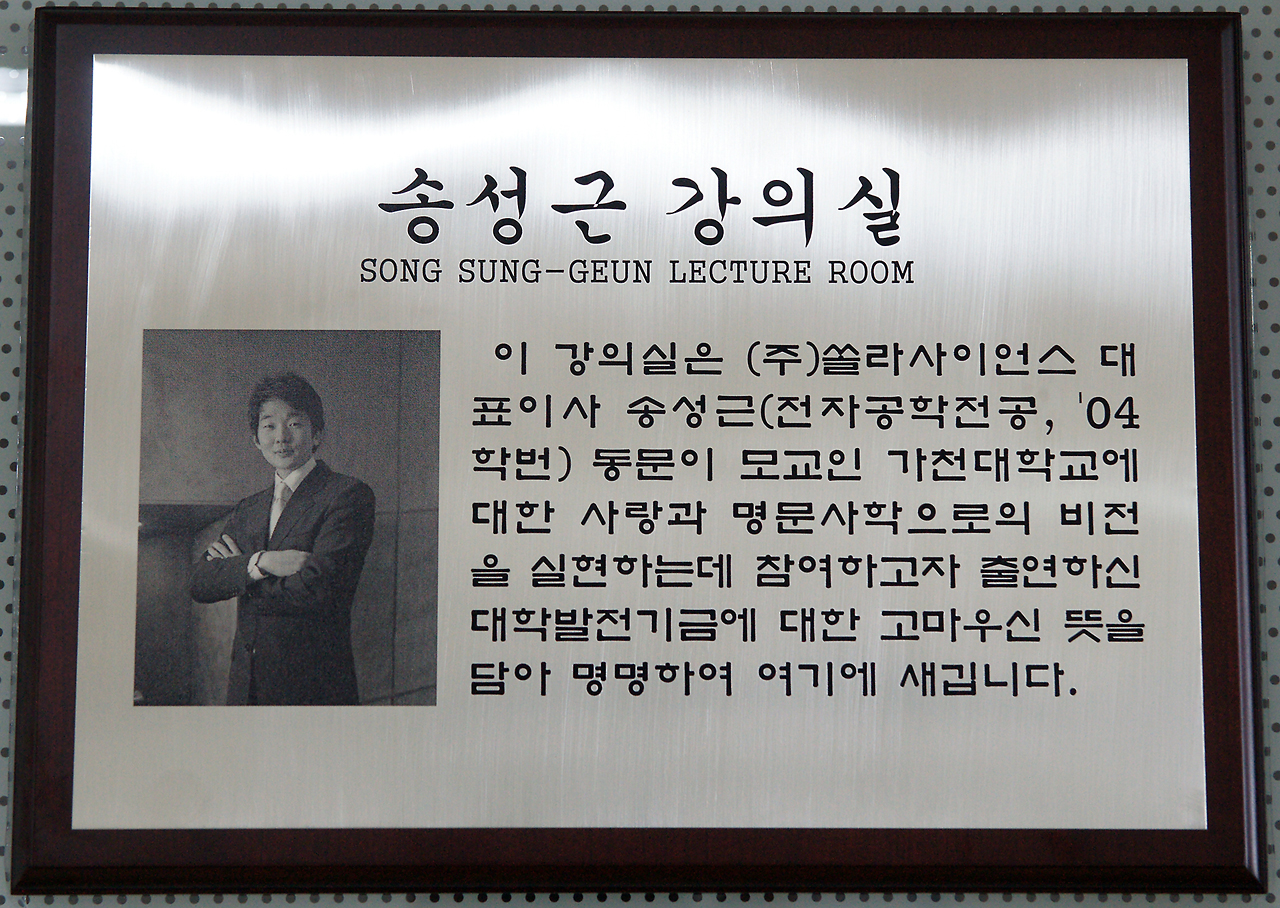 송성근 강의실
SONG SUNG-GEUN LECTURE ROOM
이 강의실은 (주)쏠라사이언스 대
표이사 송성근(전자공학전공, '04
학번) 동문이 모교인 가천대학교에
대한 사랑과 명문사학으로의 비전
을 실현하는데 참여하고자 출연하신
대학발전기금에 대한 고마우신 뜻을
담아 명명하여 여기에 새깁니다.